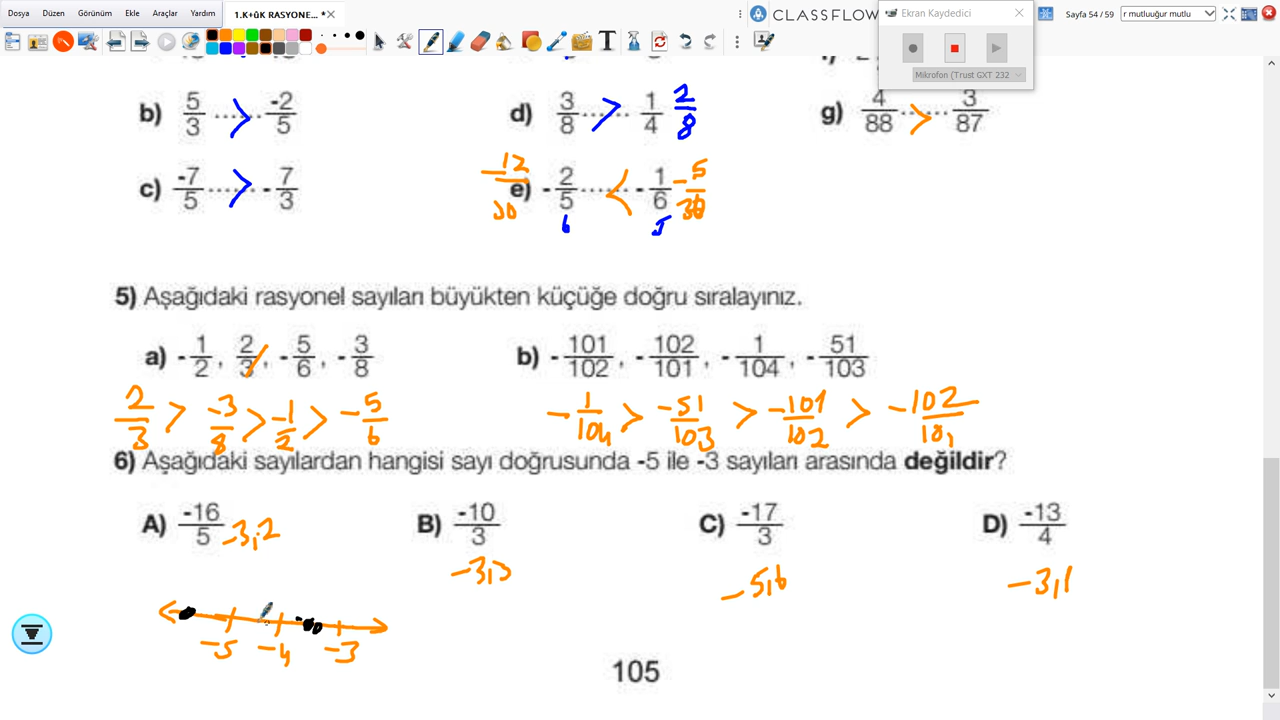 Dosya Düzen Görünüm Ekle Araçlar Yardım 1.K+ûK RASYONE... * CLASSFLOW Ekran Kaydedici Sayfa 54 / 59 r mutluuğur mutlu
Mikrofon (Trust GXT 232
b) 5/3 ...>... -2/5 d) 3/8 ...>... 1/4 2/8 g) 4/88 ...>... 3/87
c) -7/5 ...>... - 7/3 -12/30 e) - 2/5 ...<... - 1/6 -5/30
6 5
5) Aşağıdaki rasyonel sayıları büyükten küçüğe doğru sıralayınız.
a) - 1/2 , 2/3 , - 5/6 , - 3/8 b) - 101/102 , - 102/101 , - 1/104 , - 51/103
2/3 > -3/8 > -1/2 > -5/6 -1/104 > -51/103 > -101/102 > -102/101
6) Aşağıdaki sayılardan hangisi sayı doğrusunda -5 ile -3 sayıları arasında değildir?
A) -16/5 -3,2 B) -10/3 C) -17/3 D) -13/4
-3,3 -5,6 -3,1
-5 -4 -3
105